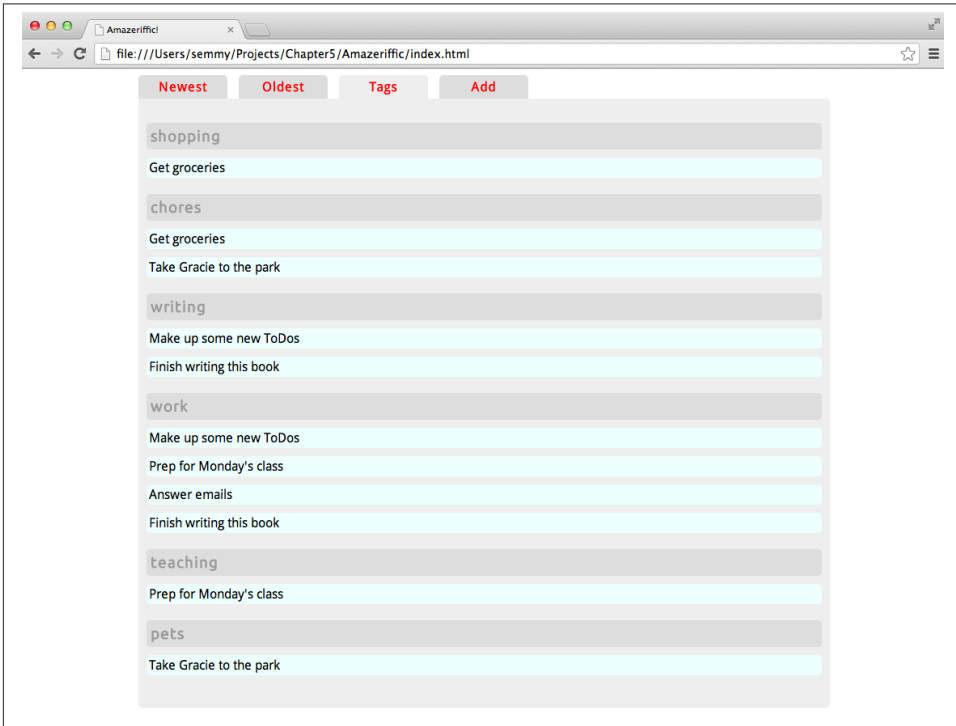 Amazeriffic!
file:///Users/semmy/Projects/Chapter5/Amazeriffic/index.html
Newest Oldest Tags Add
shopping
Get groceries
chores
Get groceries
Take Gracie to the park
writing
Make up some new ToDos
Finish writing this book
work
Make up some new ToDos
Prep for Monday's class
Answer emails
Finish writing this book
teaching
Prep for Monday's class
pets
Take Gracie to the park